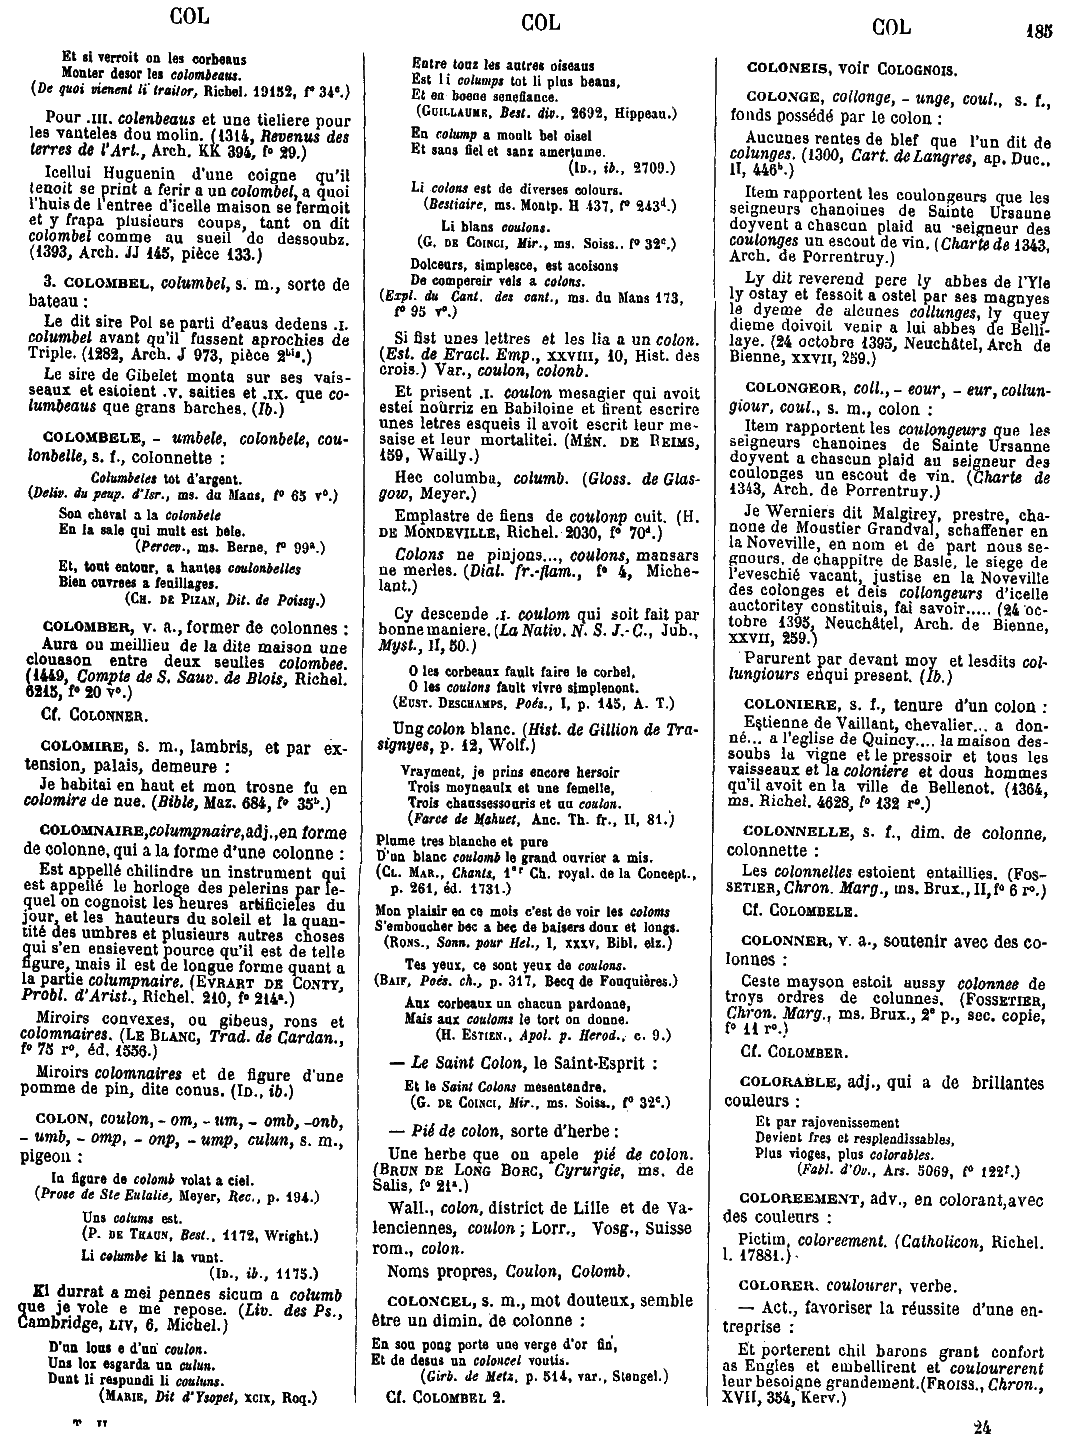 COL
COL
COL
185
Et si verroit on les corbeaus
Monter desor les colombeaus.
(De quoi vienent li traitor, Richel. 19152, f° 34ᵉ.)
Pour .III. colenbeaus et une tieliere pour
les vanteles dou molin. (1314, Revenus des
terres de l'Art., Arch. KK 394, f° 29.)
Icellui Huguenin d'une coigne qu'il
tenoit se print a ferir a un colombel, a quoi
l'huis de l'entree d'icelle maison se fermoit
et y frapa plusieurs coups, tant on dit
colombel comme au sueil de dessoubz.
(1393, Arch. JJ 145, pièce 133.)
3. COLOMBEL, columbel, s. m., sorte de
bateau :
Le dit sire Pol se parti d'eaus dedens .I.
columbel avant qu'il fussent aprochies de
Triple. (1282, Arch. J 973, pièce 2ᵇⁱˢ.)
Le sire de Gibelet monta sur ses vais-
seaux et estoient .V. saities et .IX. que co-
lumbeaus que grans barches. (Ib.)
COLOMBELE, - umbele, colonbele, cou-
lonbelle, s. f., colonnette :
Columbeles tot d'argent.
(Deliv. du peup. d'Isr., ms. du Mans, f° 65 v°.)
Son cheval a la colonbele
En la sale qui mult est bele.
(Percev., ms. Berne, f° 99ᵃ.)
Et, tout entour, a hautes coulonbelles
Bien ouvrees a feuillages.
(CH. DE PIZAN, Dit. de Poissy.)
COLOMBER, v. a., former de colonnes :
Aura ou meillieu de la dite maison une
clouason entre deux seulles colombee.
(1449, Compte de S. Sauv. de Blois, Richel.
6215, f° 20 v°.)
Cf. COLONNER.
COLOMIRE, s. m., lambris, et par ex-
tension, palais, demeure :
Je habitai en haut et mon trosne fu en
colomire de nue. (Bible, Maz. 684, f° 35ᵇ.)
COLOMNAIRE, columpnaire, adj., en forme
de colonne, qui a la forme d'une colonne :
Est appellé chilindre un instrument qui
est appellé le horloge des pelerins par le-
quel on cognoist les heures artificieles du
jour, et les hauteurs du soleil et la quan-
tité des umbres et plusieurs autres choses
qui s'en ensievent pource qu'il est de telle
figure, mais il est de longue forme quant a
la partie columpnaire. (EVRART DE CONTY,
Probl. d'Arist., Richel. 210, f° 214ᵃ.)
Miroirs convexes, ou gibeus, rons et
colomnaires. (LE BLANC, Trad. de Cardan.,
f° 75 r°, éd. 1556.)
Miroirs colomnaires et de figure d'une
pomme de pin, dite conus. (ID., ib.)
COLON, coulon, - om, - um, - omb, -onb,
- umb, - omp, - onp, - ump, culun, s. m.,
pigeon :
In figure de colomb volat a ciel.
(Prose de Ste Eulalie, Meyer, Rec., p. 194.)
Uns colums est.
(P. DE THAUN, Best., 1172, Wright.)
Li columbe ki la vunt.
(ID., ib., 1175.)
Kl durrat a mei pennes sicum a columb
que je vole e me repose. (Liv. des Ps.,
Cambridge, LIV, 6, Michel.)
D'un lous e d'un coulon.
Uns lox esgarda un culun.
Dunt li respundi li couluns.
(MARIE, Dit d'Ysopet, XCIX, Roq.)
T. II
Entre touz les autres oiseaus
Est li columps tot li plus beaus,
Et en boene senefiance.
(GUILLAUME, Best. div., 2692, Hippeau.)
En colump a moult bel oisel
Et sans fiel et sanz amertume.
(ID., ib., 2709.)
Li colons est de diverses colours.
(Bestiaire, ms. Montp. H 437, f° 243ᵈ.)
Li blans coulons.
(G. DE COINCI, Mir., ms. Soiss., f° 32ᶜ.)
Dolceurs, simplesce, est acoisons
De compereir vels a colons.
(Expl. du Cant. des cant., ms. du Mans 173,
f° 95 v°.)
Si fist unes lettres et les lia a un colon.
(Est. de Eracl. Emp., XXVIII, 10, Hist. des
crois.) Var., coulon, colonb.
Et prisent .I. coulon mesagier qui avoit
estei nourriz en Babiloine et firent escrire
unes letres esqueis il avoit escrit leur me-
saise et leur mortalitei. (MÉN. DE REIMS,
159, Wailly.)
Hec columba, columb. (Gloss. de Glas-
gow, Meyer.)
Emplastre de fiens de coulonp cuit. (H.
DE MONDEVILLE, Richel. 2030, f° 70ᵈ.)
Colons ne pinjons..., coulons, mansars
ne merles. (Dial. fr.-flam., f° 4, Miche-
lant.)
Cy descende .I. coulom qui soit fait par
bonne maniere. (La Nativ. N. S. J.-C., Jub.,
Myst., II, 50.)
O les corbeaux fault faire le corbel,
O les coulons fault vivre simplenont.
(EUST. DESCHAMPS, Poés., I, p. 145, A. T.)
Ung colon blanc. (Hist. de Gillion de Tra-
signyes, p. 12, Wolf.)
Vrayment, je prins encore hersoir
Trois moyneaulx et une femelle,
Trois chaussessouris et un coulon.
(Farce de Mahuet, Anc. Th. fr., II, 81.)
Plume tres blanche et pure
D'un blanc coulomb le grand ouvrier a mis.
(CL. MAR., Chants, 1ᵉʳ Ch. royal. de la Concept.,
p. 261, éd. 1731.)
Mon plaisir en ce mois c'est de voir les coloms
S'emboucher bec a bec de baisers doux et longs.
(RONS., Sonn. pour Hel., I, XXXV, Bibl. elz.)
Tes yeux, ce sont yeux de coulons.
(BAIF, Poés. ch., p. 317, Becq de Fouquières.)
Aux corbeaux un chacun pardonne,
Mais aux couloms le tort on donne.
(H. ESTIEN., Apol. p. Herod., c. 9.)
— Le Saint Colon, le Saint-Esprit :
Et le Saint Colons mesentendre.
(G. DE COINCI, Mir., ms. Soiss., f° 32ᶜ.)
— Pié de colon, sorte d'herbe :
Une herbe que on apele pié de colon.
(BRUN DE LONG BORC, Cyrurgie, ms. de
Salis, f° 21ᵃ.)
Wall., colon, district de Lille et de Va-
lenciennes, coulon ; Lorr., Vosg., Suisse
rom., colon.
Noms propres, Coulon, Colomb.
COLONCEL, s. m., mot douteux, semble
être un dimin. de colonne :
En son pong porte une verge d'or fin,
Et de desus un coloncel voutis.
(Girb. de Metz, p. 514, var., Stengel.)
Cf. COLOMBEL 2.
COLONEIS, voir COLOGNOIS.
COLONGE, collonge, - unge, coul., s. f.,
fonds possédé par le colon :
Aucunes rentes de blef que l'un dit de
colunges. (1300, Cart. de Langres, ap. Duc.,
II, 446ᵇ.)
Item rapportent les coulongeurs que les
seigneurs chanoines de Sainte Ursanne
doyvent a chascun plaid au seigneur des
coulonges un escout de vin. (Charte de 1343,
Arch. de Porrentruy.)
Ly dit reverend pere ly abbes de l'Yle
ly ostay et fessoit a ostel par ses magnyes
le dyeme de alcunes collunges, ly quey
dieme doivoit venir a lui abbes de Belli-
laye. (24 octobre 1395, Neuchâtel, Arch de
Bienne, XXVII, 259.)
COLONGEOR, coll., - eour, - eur, collun-
giour, coul., s. m., colon :
Item rapportent les coulongeurs que les
seigneurs chanoines de Sainte Ursanne
doyvent a chascun plaid au seigneur des
coulonges un escout de vin. (Charte de
1343, Arch. de Porrentruy.)
Je Werniers dit Malgirey, prestre, cha-
none de Moustier Grandval, schaffener en
la Noveville, en nom et de part nous se-
gnours, de chappitre de Basle, le siege de
l'eveschié vacant, justise en la Noveville
des colonges et deis collongeurs d'icelle
auctoritey constituis, fai savoir..... (24 oc-
tobre 1395, Neuchâtel, Arch. de Bienne,
XXVII, 259.)
Parurent par devant moy et lesdits col-
lungiours enqui present. (Ib.)
COLONIERE, s. f., tenure d'un colon :
Estienne de Vaillant, chevalier... a don-
né... a l'eglise de Quincy.... la maison des-
soubs la vigne et le pressoir et tous les
vaisseaux et la coloniere et dous hommes
qu'il avoit en la ville de Bellenot. (1364,
ms. Richel. 4628, f° 132 r°.)
COLONNELLE, s. f., dim. de colonne,
colonnette :
Les colonnelles estoient entaillies. (FOS-
SETIER, Chron. Marg., ms. Brux., II, f° 6 r°.)
Cf. COLOMBELE.
COLONNER, v. a., soutenir avec des co-
lonnes :
Ceste mayson estoit aussy colonnee de
troys ordres de colunnes. (FOSSETIER,
Chron. Marg., ms. Brux., 2ᵉ p., sec. copie,
f° 11 r°.)
Cf. COLOMBER.
COLORABLE, adj., qui a de brillantes
couleurs :
Et par rajovenissement
Devient fres et resplendissables,
Plus vioges, plus colorables.
(Fabl. d'Ov., Ars. 5069, f° 122ᶠ.)
COLOREEMENT, adv., en colorant, avec
des couleurs :
Pictim, coloreement. (Catholicon, Richel.
l. 17881.)
COLORER, coulourer, verbe.
— Act., favoriser la réussite d'une en-
treprise :
Et porterent chil barons grant confort
as Engles et embellirent et coulourerent
leur besoigne grandement. (FROISS., Chron.,
XVII, 354, Kerv.)
24